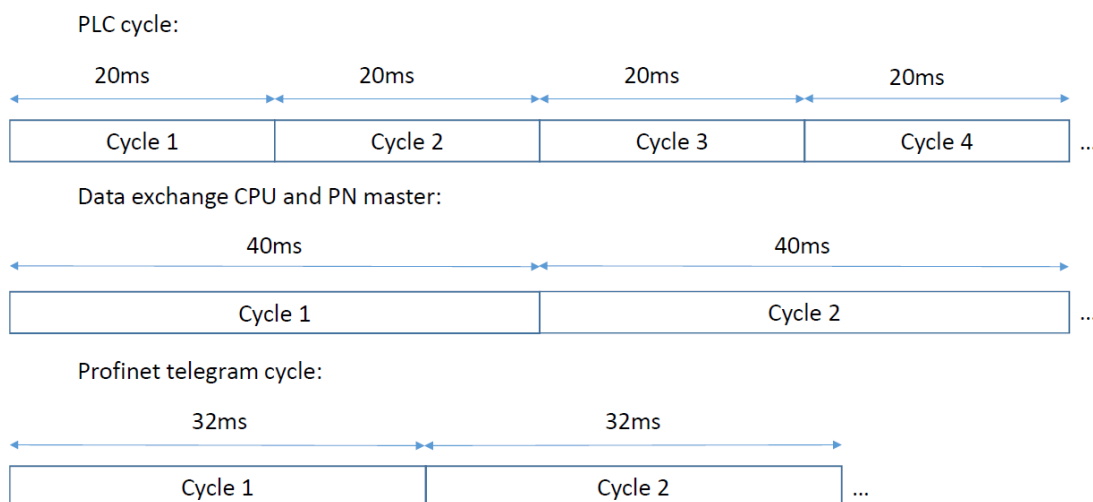 PLC cycle:
20ms 20ms 20ms 20ms
Cycle 1 Cycle 2 Cycle 3 Cycle 4 ...
Data exchange CPU and PN master:
40ms 40ms
Cycle 1 Cycle 2 ...
Profinet telegram cycle:
32ms 32ms
Cycle 1 Cycle 2 ...